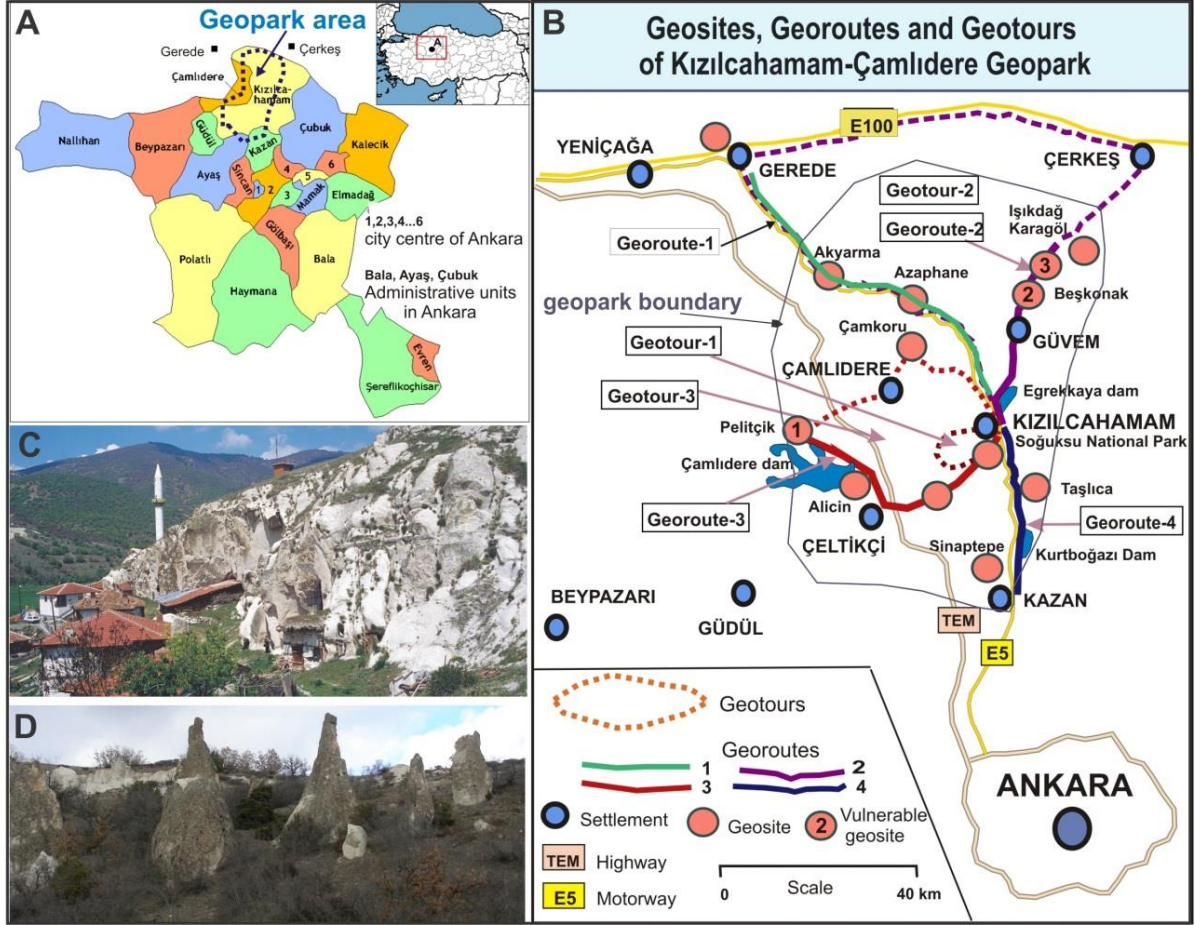 A
Geopark area
Gerede
Çerkeş
A
Çamlıdere
Kızılca-
hamam
Nallıhan
Beypazarı
Güdül
Kazan
Çubuk
Kalecik
Ayaş
Sincan
1
2
3
4
5
6
Mamak
Elmadağ
Gölbaşı
Polatlı
Haymana
Bala
1,2,3,4...6
city centre of Ankara
Bala, Ayaş, Çubuk
Administrative units
in Ankara
Evren
Şereflikoçhisar
B
Geosites, Georoutes and Geotours
of Kızılcahamam-Çamlıdere Geopark
E100
YENİÇAĞA
GEREDE
ÇERKEŞ
Geotour-2
Georoute-2
Işıkdağ
Karagöl
Georoute-1
Akyarma
Azaphane
3
2
Beşkonak
geopark boundary
Geotour-1
Çamkoru
GÜVEM
ÇAMLIDERE
Egrekkaya dam
Geotour-3
Pelitçik
1
KIZILCAHAMAM
Soğuksu National Park
Çamlıdere dam
Alicin
Taşlıca
Georoute-3
Georoute-4
ÇELTİKÇİ
Sinaptepe
Kurtboğazı Dam
BEYPAZARI
GÜDÜL
KAZAN
TEM
E5
ANKARA
Geotours
Georoutes
1
2
3
4
Settlement
Geosite
2
Vulnerable
geosite
TEM
Highway
E5
Motorway
0
Scale
40 km
C
D